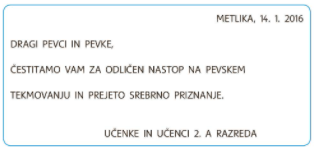 METLIKA, 14. 1. 2016
DRAGI PEVCI IN PEVKE,
ČESTITAMO VAM ZA ODLIČEN NASTOP NA PEVSKEM
TEKMOVANJU IN PREJETO SREBRNO PRIZNANJE.
UČENKE IN UČENCI 2. A RAZREDA